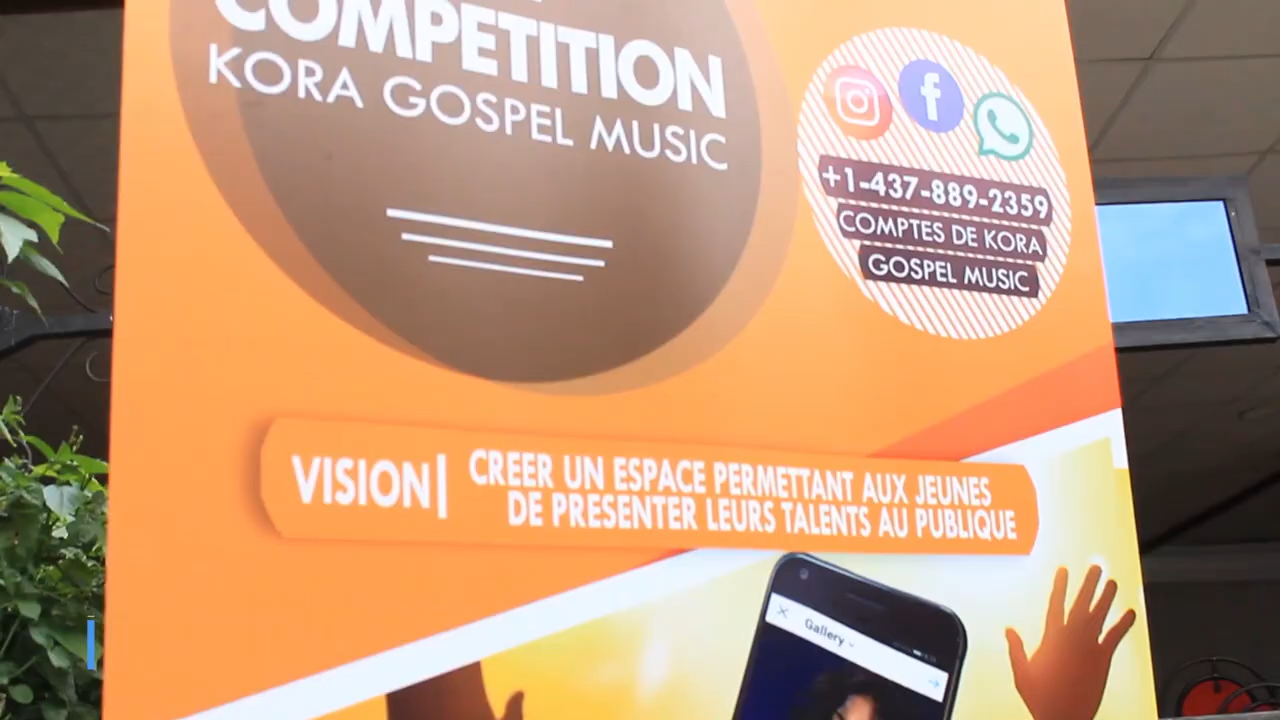 COMPETITION
KORA GOSPEL MUSIC
+1-437-889-2359
COMPTES DE KORA
GOSPEL MUSIC
VISION|
CREER UN ESPACE PERMETTANT AUX JEUNES
DE PRESENTER LEURS TALENTS AU PUBLIQUE
Gallery